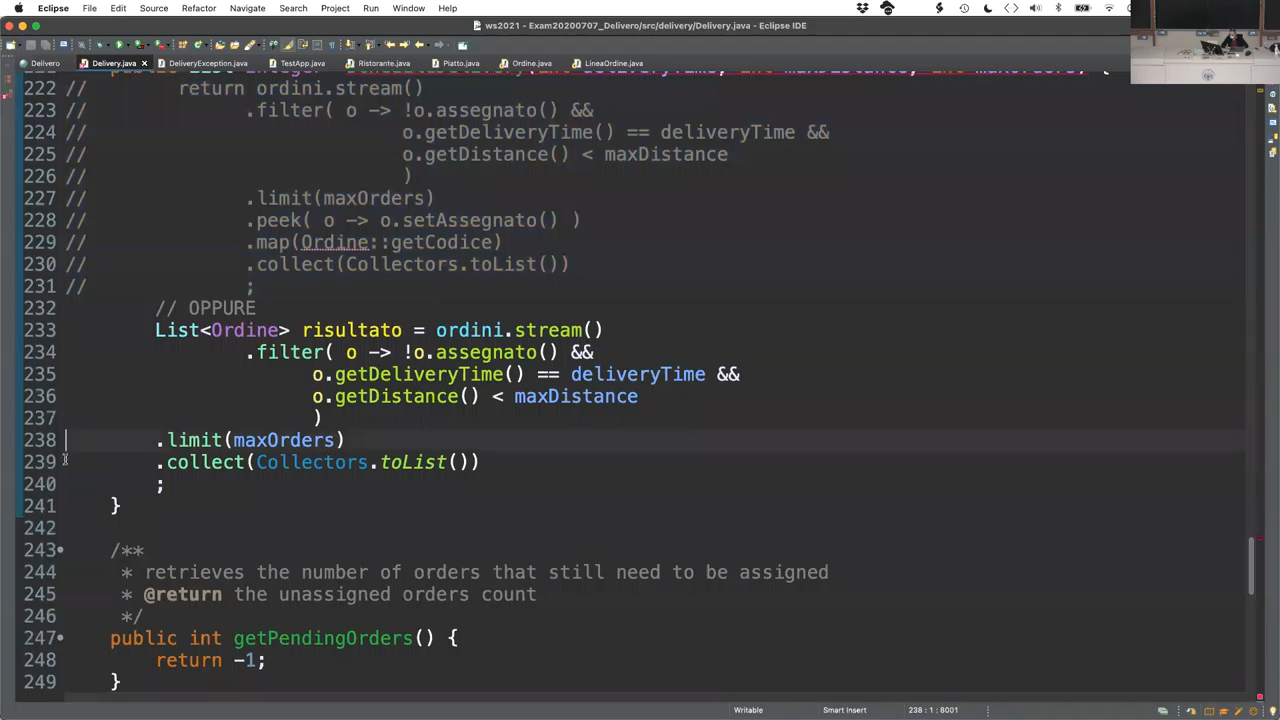 Eclipse File Edit Source Refactor Navigate Search Project Run Window Help
ws2021 - Exam20200707_Delivero/src/delivery/Delivery.java - Eclipse IDE
Delivero Delivery.java DeliveryException.java TestApp.java Ristorante.java Piatto.java Ordine.java LineaOrdine.java
222 // return ordini.stream()
223 // .filter( o -> !o.assegnato() &&
224 // o.getDeliveryTime() == deliveryTime &&
225 // o.getDistance() < maxDistance
226 // )
227 // .limit(maxOrders)
228 // .peek( o -> o.setAssegnato() )
229 // .map(Ordine::getCodice)
230 // .collect(Collectors.toList())
231 // ;
232 // OPPURE
233 List<Ordine> risultato = ordini.stream()
234 .filter( o -> !o.assegnato() &&
235 o.getDeliveryTime() == deliveryTime &&
236 o.getDistance() < maxDistance
237 )
238 .limit(maxOrders)
239 .collect(Collectors.toList())
240 ;
241 }
242
243 /**
244 * retrieves the number of orders that still need to be assigned
245 * @return the unassigned orders count
246 */
247 public int getPendingOrders() {
248 return -1;
249 }
Writable Smart Insert 238 : 1 : 8001